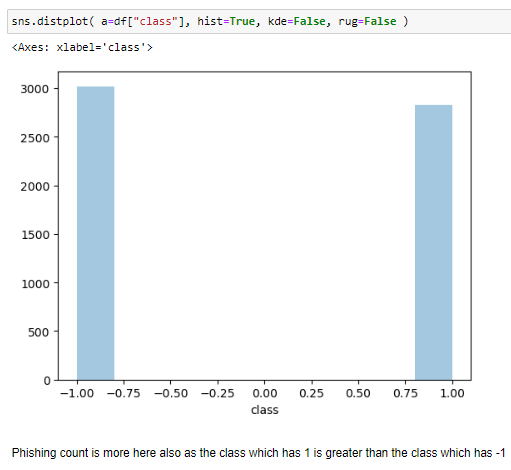 sns.distplot( a=df["class"], hist=True, kde=False, rug=False )
<Axes: xlabel='class'>
3000
2500
2000
1500
1000
500
0
−1.00 −0.75 −0.50 −0.25 0.00 0.25 0.50 0.75 1.00
class
Phishing count is more here also as the class which has 1 is greater than the class which has -1